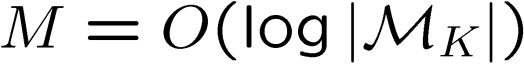 M = O(log |ℳ_K|)